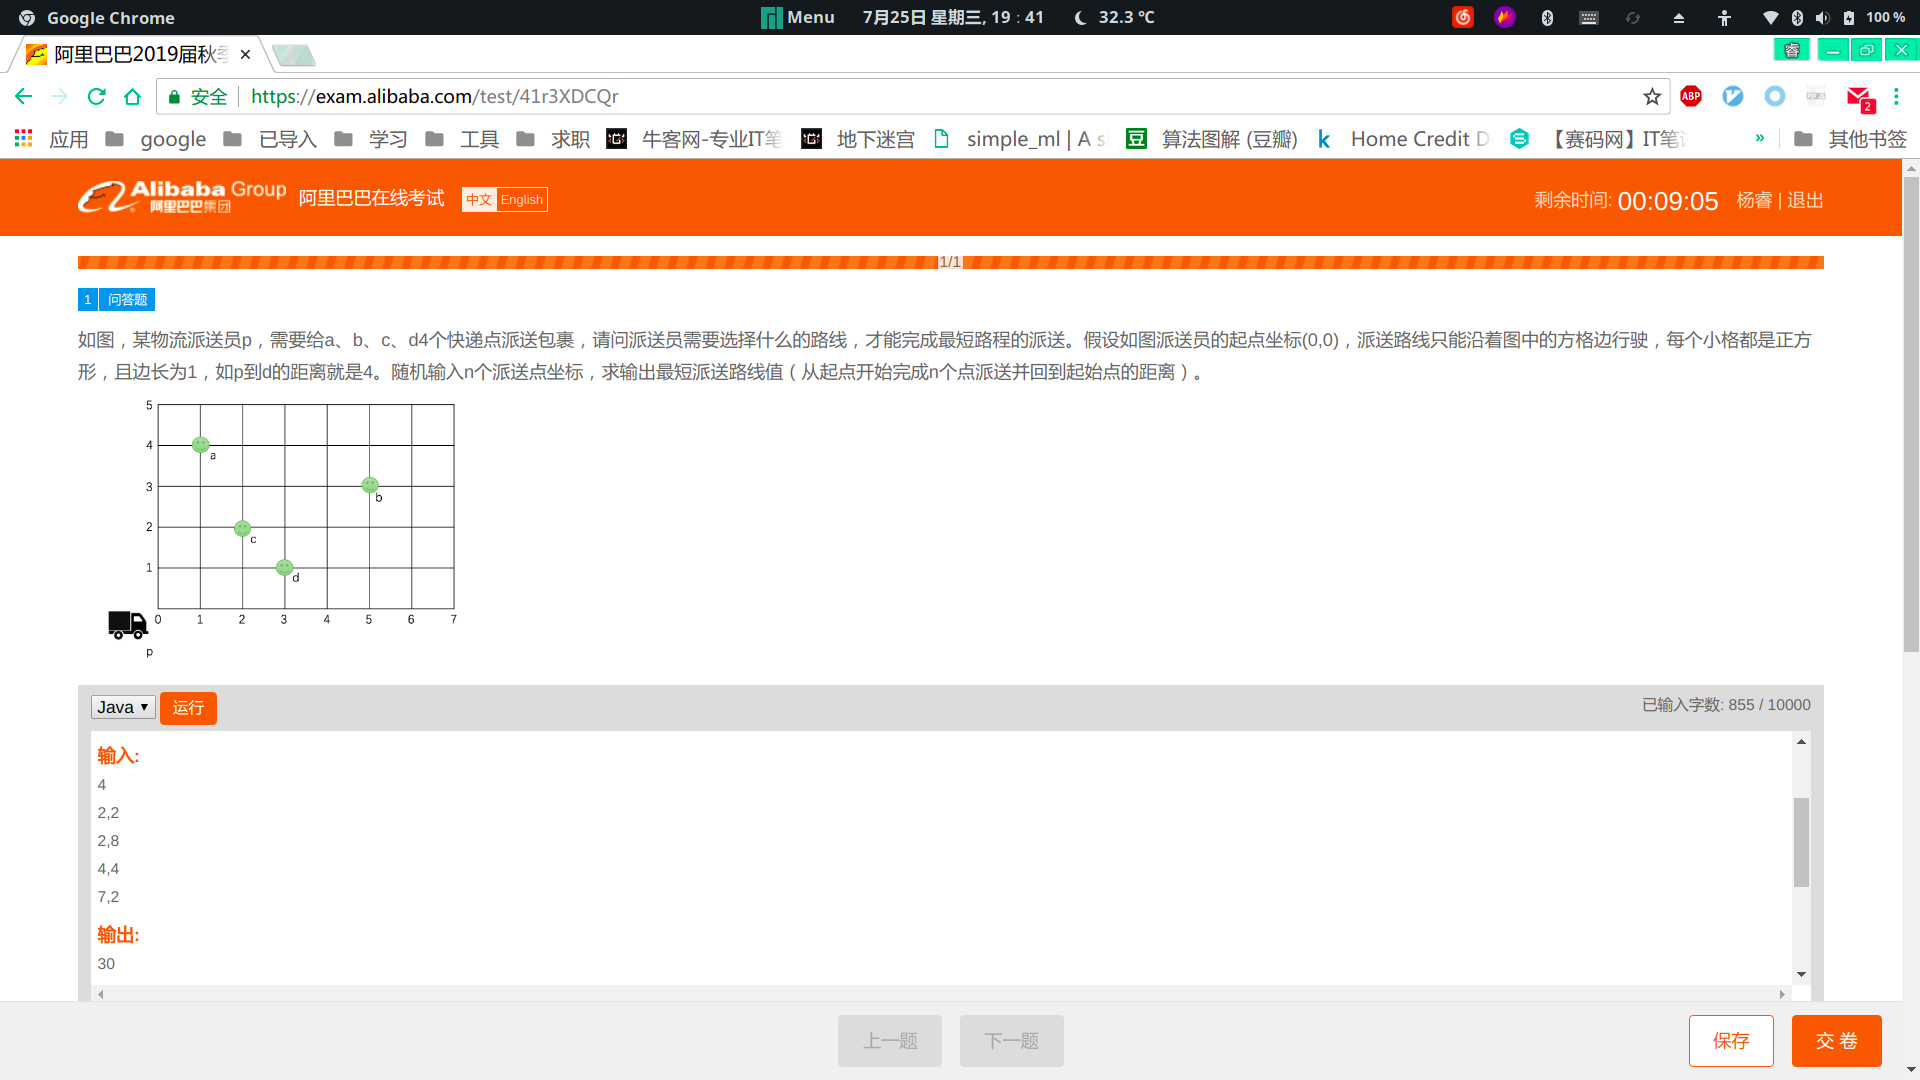 Google Chrome
Menu
7月25日 星期三, 19 : 41
32.3 ℃
100 %
阿里巴巴2019届秋
睿
安全
https://exam.alibaba.com/test/41r3XDCQr
ABP
2
应用
google
已导入
学习
工具
求职
牛客网-专业IT笔
地下迷宫
simple_ml | A s
豆
算法图解 (豆瓣)
k
Home Credit D
【赛码网】IT笔
»
其他书签
Alibaba Group
阿里巴巴集团
阿里巴巴在线考试
中文
English
剩余时间: 00:09:05
杨睿 | 退出
1/1
1 问答题
如图，某物流派送员p，需要给a、b、c、d4个快递点派送包裹，请问派送员需要选择什么的路线，才能完成最短路程的派送。假设如图派送员的起点坐标(0,0)，派送路线只能沿着图中的方格边行驶，每个小格都是正方
形，且边长为1，如p到d的距离就是4。随机输入n个派送点坐标，求输出最短派送路线值（从起点开始完成n个点派送并回到起始点的距离）。
5
4
a
3
b
2
c
1
d
0 1 2 3 4 5 6 7
p
Java
运行
已输入字数: 855 / 10000
输入:
4
2,2
2,8
4,4
7,2
输出:
30
上一题
下一题
保存
交 卷